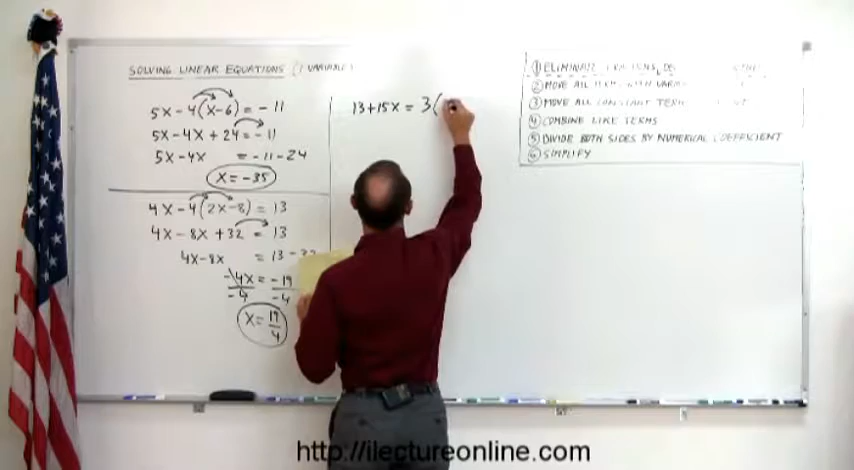 SOLVING LINEAR EQUATIONS (1 VARIABLE)
5X - 4(X-6) = -11
5X - 4X + 24 = -11
5X - 4X = -11 - 24
X = -35
4X - 4(2X-8) = 13
4X - 8X + 32 = 13
4X - 8X = 13 - 32
-4X = -19
-4 -4
X = 19
4
13 + 15X = 3(
① ELIMINATE FRACTIONS,
② MOVE ALL TERMS WITH
③ MOVE ALL CONSTANT TERMS
④ COMBINE LIKE TERMS
⑤ DIVIDE BOTH SIDES BY NUMERICAL COEFFICIENT
⑥ SIMPLIFY
http://ilectureonline.com